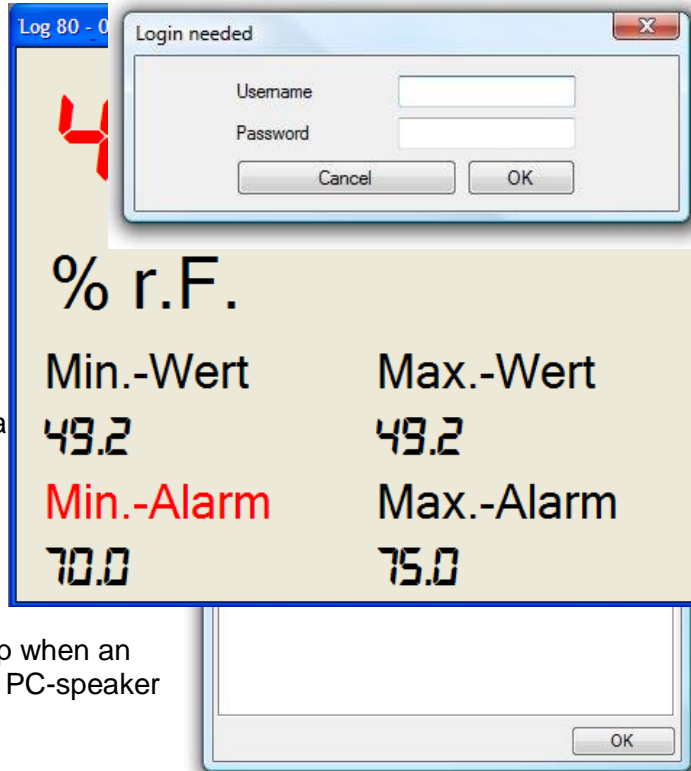 Log 80 - 0
Login needed
Username
Password
Cancel OK
4
% r.F.
Min.-Wert Max.-Wert
a
49.2 49.2
Min.-Alarm Max.-Alarm
70.0 75.0
p when an
PC-speaker
OK